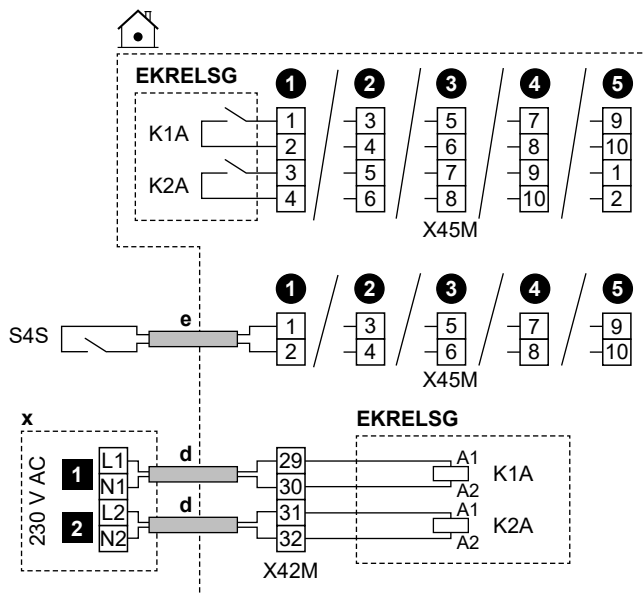 EKRELSG 1 2 3 4 5
K1A 1 3 5 7 9
2 4 6 8 10
K2A 3 5 7 9 1
4 6 8 10 2
X45M
1 2 3 4 5
S4S e 1 3 5 7 9
2 4 6 8 10
X45M
x EKRELSG
230 V AC
1 L1 d 29 A1 K1A
N1 30 A2
2 L2 d 31 A1 K2A
N2 32 A2
X42M